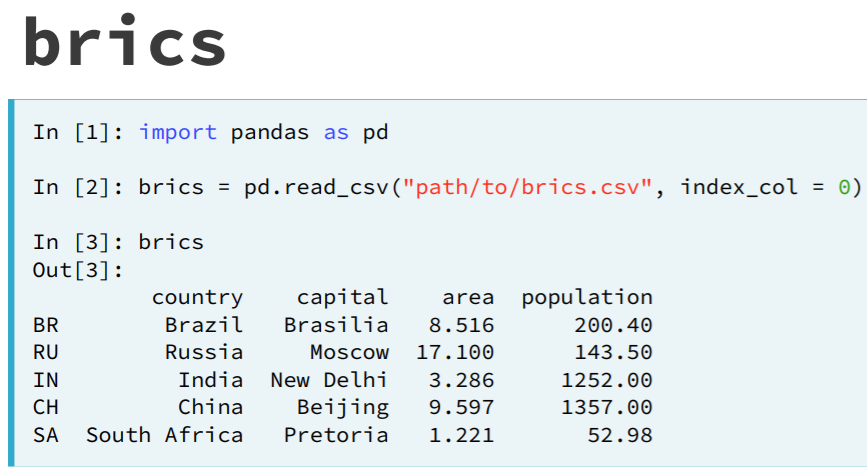 brics
In [1]: import pandas as pd
In [2]: brics = pd.read_csv("path/to/brics.csv", index_col = 0)
In [3]: brics
Out[3]:
country capital area population
BR Brazil Brasilia 8.516 200.40
RU Russia Moscow 17.100 143.50
IN India New Delhi 3.286 1252.00
CH China Beijing 9.597 1357.00
SA South Africa Pretoria 1.221 52.98